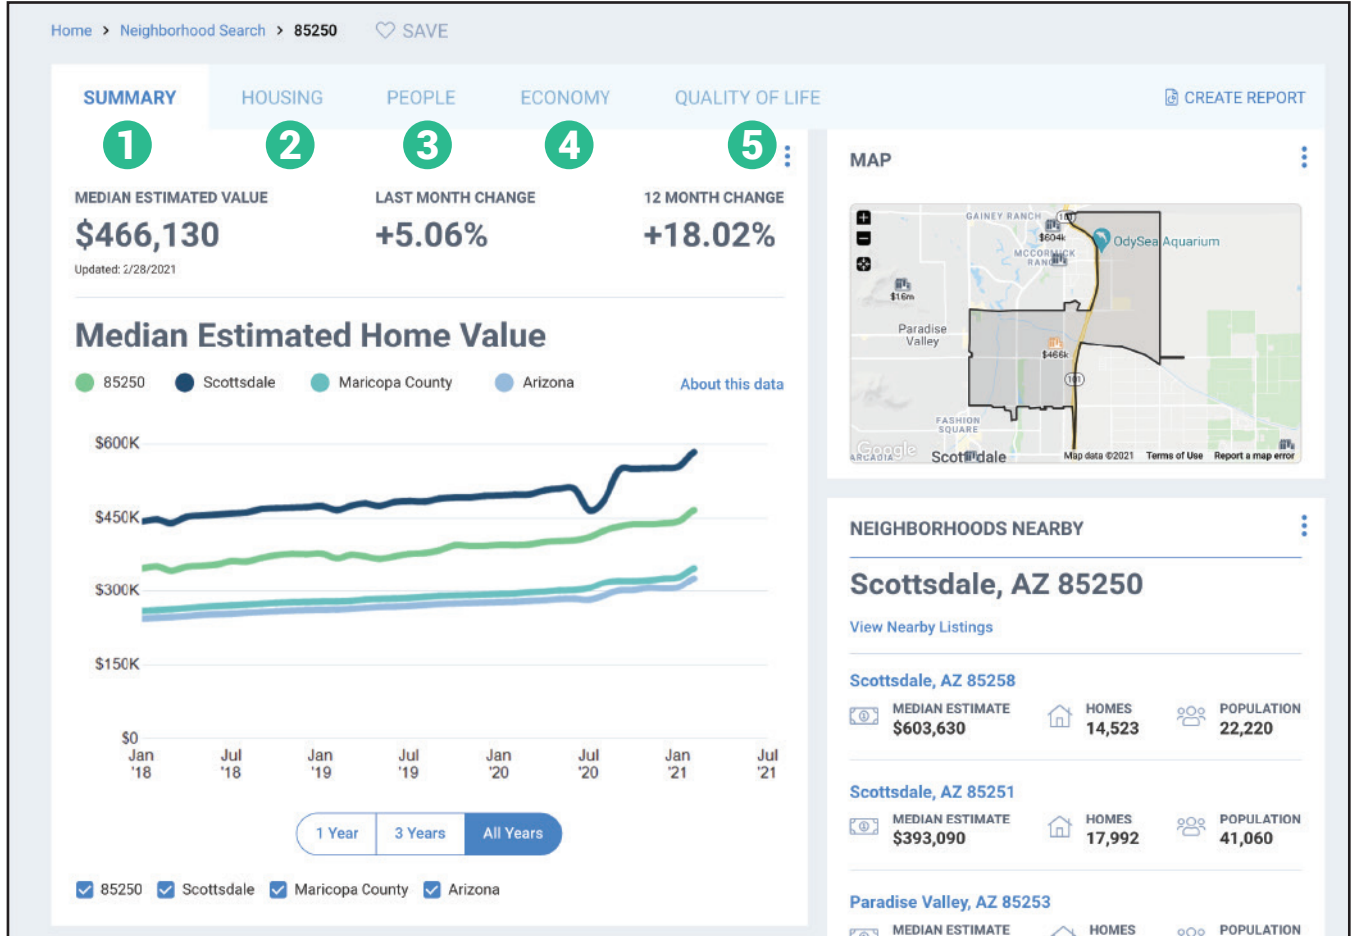 Home > Neighborhood Search > 85250 SAVE
SUMMARY HOUSING PEOPLE ECONOMY QUALITY OF LIFE CREATE REPORT
1 2 3 4 5
MEDIAN ESTIMATED VALUE LAST MONTH CHANGE 12 MONTH CHANGE
$466,130 +5.06% +18.02%
Updated: 2/28/2021
Median Estimated Home Value
85250 Scottsdale Maricopa County Arizona About this data
$600K
$450K
$300K
$150K
$0
Jan '18 Jul '18 Jan '19 Jul '19 Jan '20 Jul '20 Jan '21 Jul '21
1 Year 3 Years All Years
85250 Scottsdale Maricopa County Arizona
MAP
GAINEY RANCH
101
$604k
OdySea Aquarium
MCCORMICK
RANCH
$1.6m
Paradise
Valley
$466k
101
FASHION
SQUARE
ARCADIA
Google
Scottsdale
Map data ©2021 Terms of Use Report a map error
NEIGHBORHOODS NEARBY
Scottsdale, AZ 85250
View Nearby Listings
Scottsdale, AZ 85258
MEDIAN ESTIMATE HOMES POPULATION
$603,630 14,523 22,220
Scottsdale, AZ 85251
MEDIAN ESTIMATE HOMES POPULATION
$393,090 17,992 41,060
Paradise Valley, AZ 85253
MEDIAN ESTIMATE HOMES POPULATION